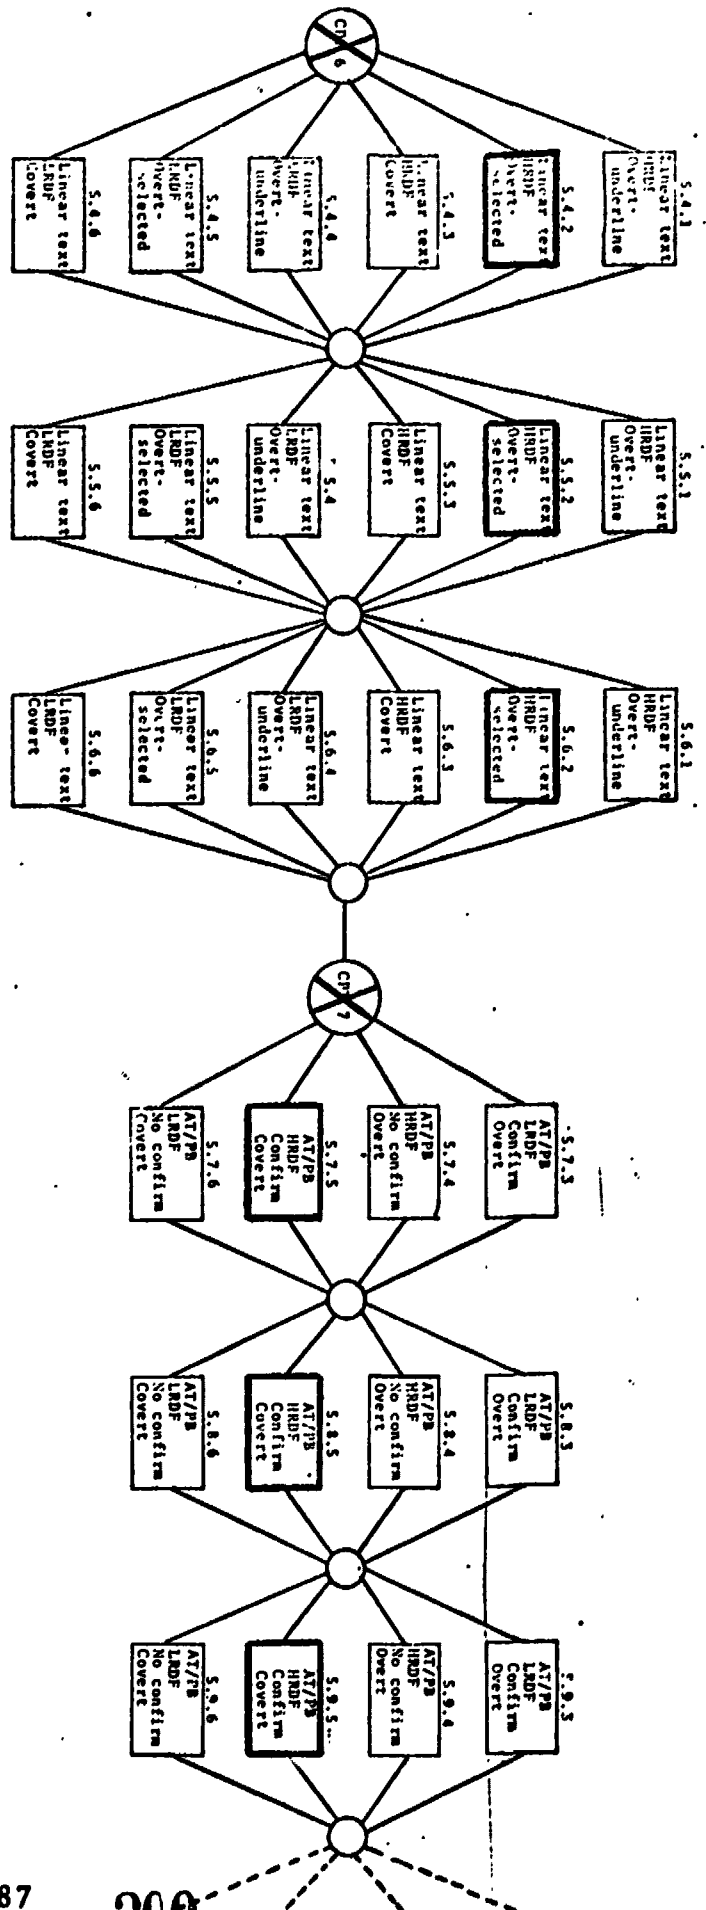 5.4.1
Linear text
HRDF
Overt-
underline
5.4.2
Linear text
HRDF
Overt-
selected
5.4.3
Linear text
HRDF
Covert
5.4.4
Linear text
LRDF
Overt-
underline
5.4.5
Linear text
LRDF
Overt-
selected
5.4.6
Linear text
LRDF
Covert
6
5.5.1
Linear text
HRDF
Overt-
underline
5.5.2
Linear text
HRDF
Overt-
selected
5.5.3
Linear text
HRDF
Covert
5.4
Linear text
LRDF
Overt-
underline
5.5.5
Linear text
LRDF
Overt-
selected
5.5.6
Linear text
LRDF
Covert
5.6.1
Linear text
HRDF
Overt-
underline
5.6.2
Linear text
HRDF
Overt-
selected
5.6.3
Linear text
HRDF
Covert
5.6.4
Linear text
LRDF
Overt-
underline
5.6.5
Linear text
LRDF
Overt-
selected
5.6.6
Linear text
LRDF
Covert
7
5.7.3
AT/PB
LRDF
Confirm
Overt
5.7.4
AT/PB
HRDF
No confirm
Overt
5.7.5
AT/PB
HRDF
Confirm
Covert
5.7.6
AT/PB
LRDF
No confirm
Covert
5.8.3
AT/PB
LRDF
Confirm
Overt
5.8.4
AT/PB
HRDF
No confirm
Overt
5.8.5
AT/PB
HRDF
Confirm
Covert
5.8.6
AT/PB
LRDF
No confirm
Covert
5.9.3
AT/PB
LRDF
Confirm
Overt
5.9.4
AT/PB
HRDF
No confirm
Overt
5.9.5
AT/PB
HRDF
Confirm
Covert
5.9.6
AT/PB
LRDF
No confirm
Covert
87
200